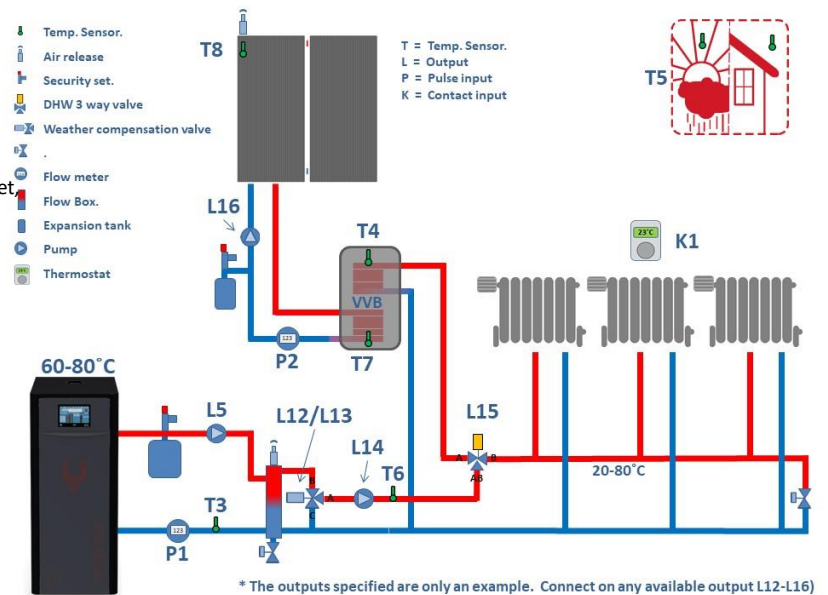 Temp. Sensor.
Air release
Security set.
DHW 3 way valve
Weather compensation valve
.
Flow meter
et,
Flow Box.
Expansion tank
Pump
Thermostat
T = Temp. Sensor.
L = Output
P = Pulse input
K = Contact input
T8
T5
L16
T4
VVB
P2
123
T7
23°C
K1
60-80°C
L5
L12/L13
L14
T6
L15
A
B
AB
20-80°C
B
A
C
T3
P1
123
* The outputs specified are only an example. Connect on any available output L12-L16)